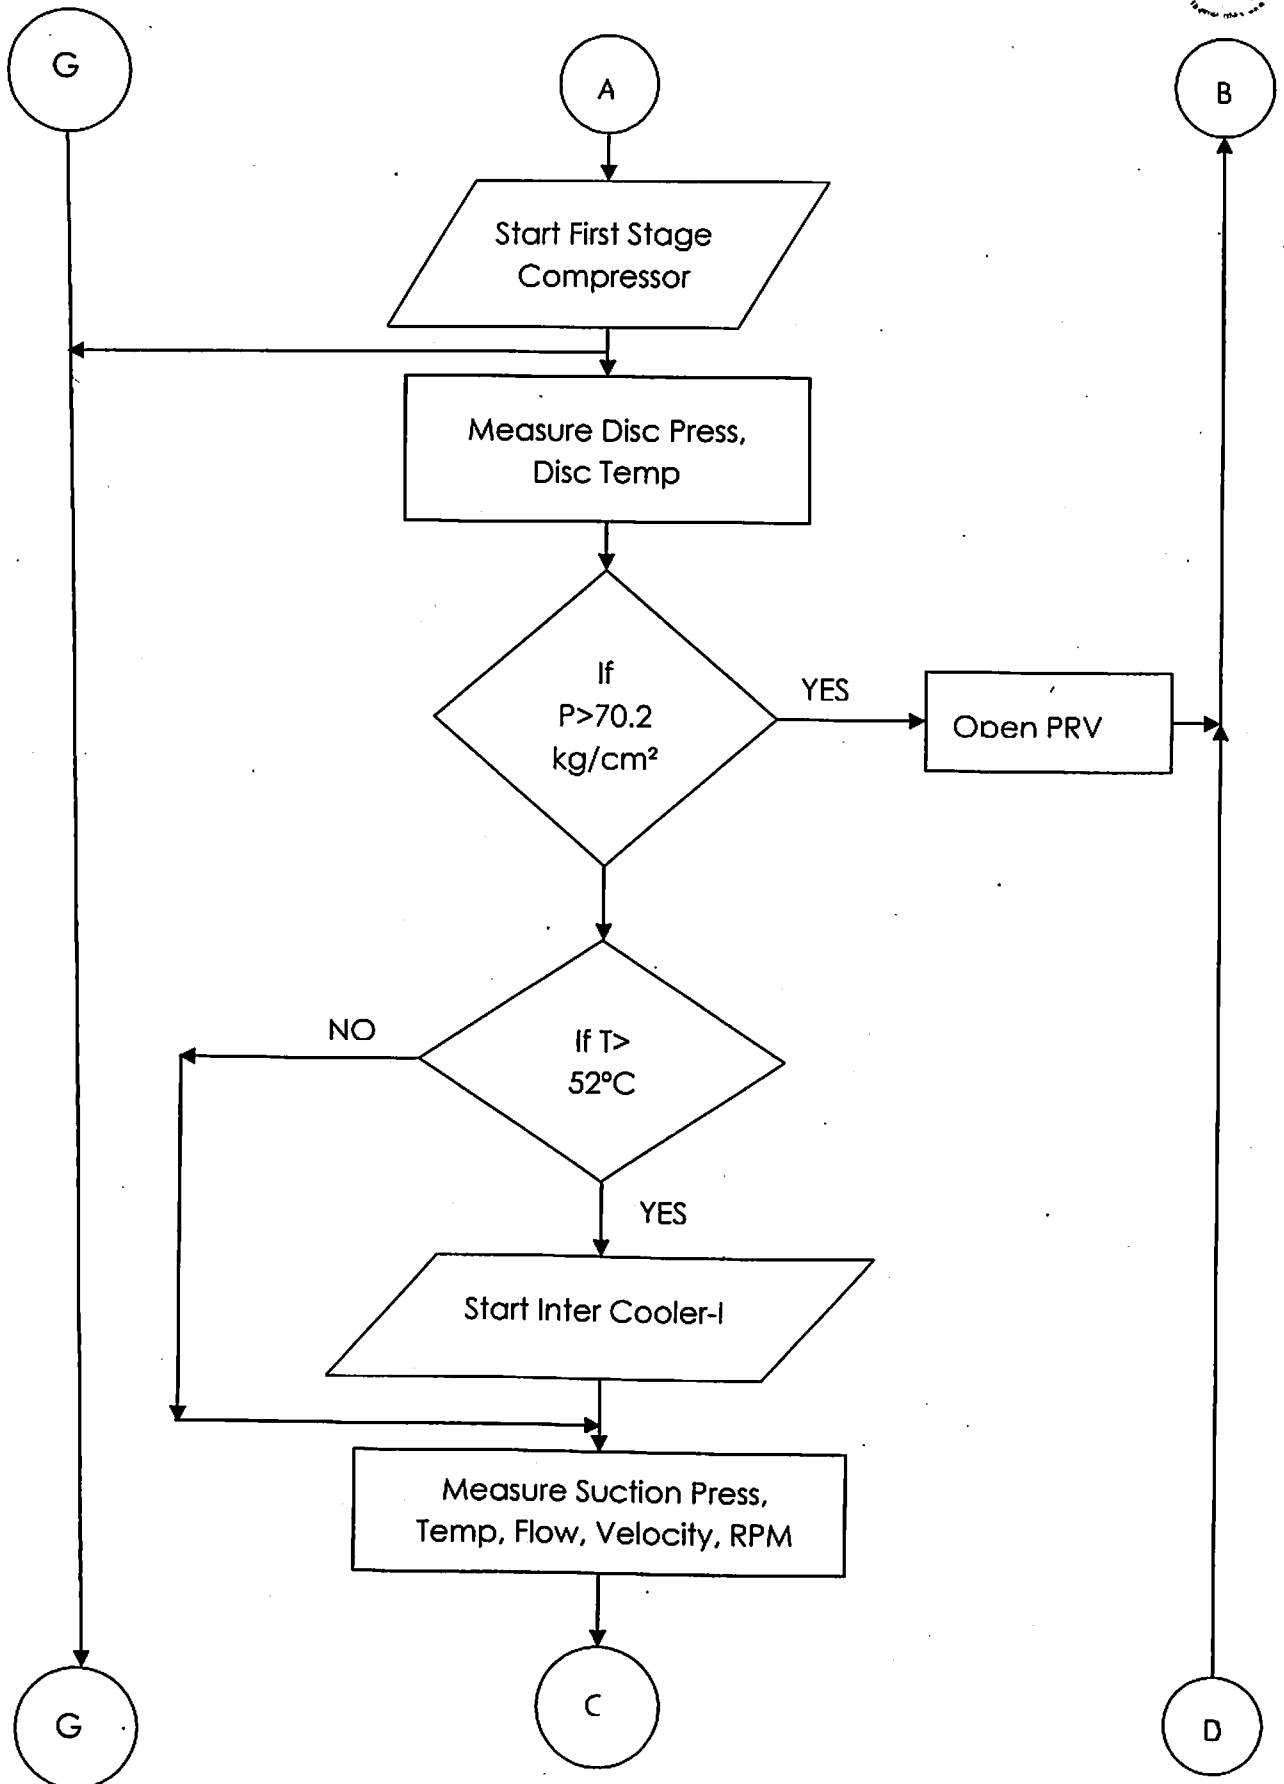 G
A
B
Start First Stage
Compressor
Measure Disc Press,
Disc Temp
If
P>70.2
kg/cm²
YES
Open PRV
NO
If T>
52°C
YES
Start Inter Cooler-I
Measure Suction Press,
Temp, Flow, Velocity, RPM
G
C
D